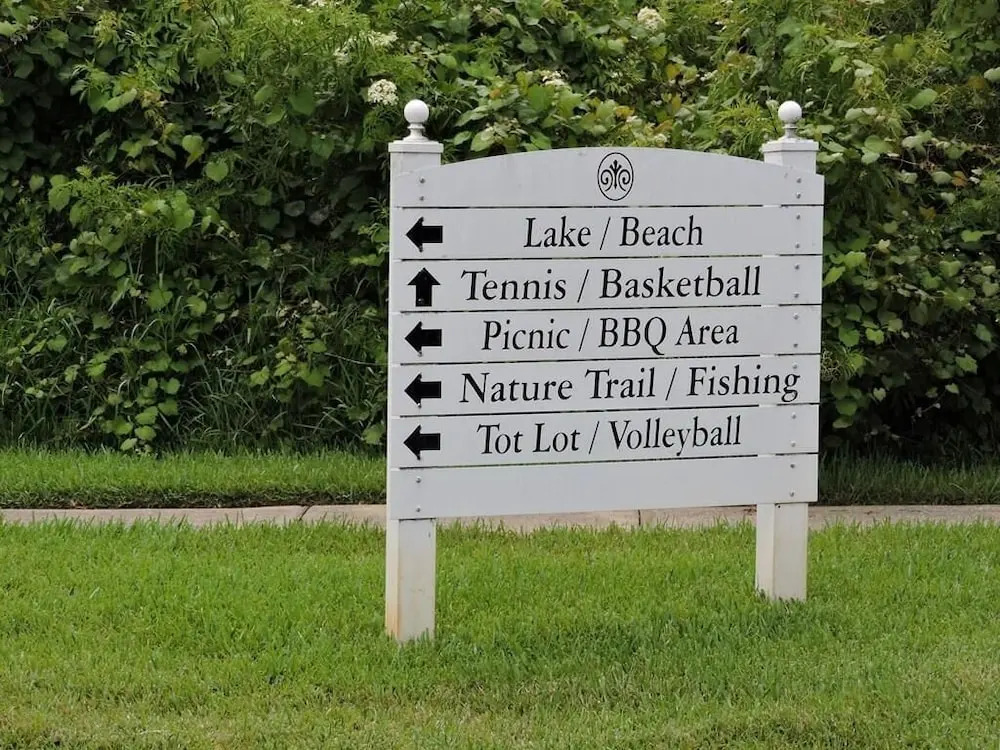 Lake / Beach
Tennis / Basketball
Picnic / BBQ Area
Nature Trail / Fishing
Tot Lot / Volleyball